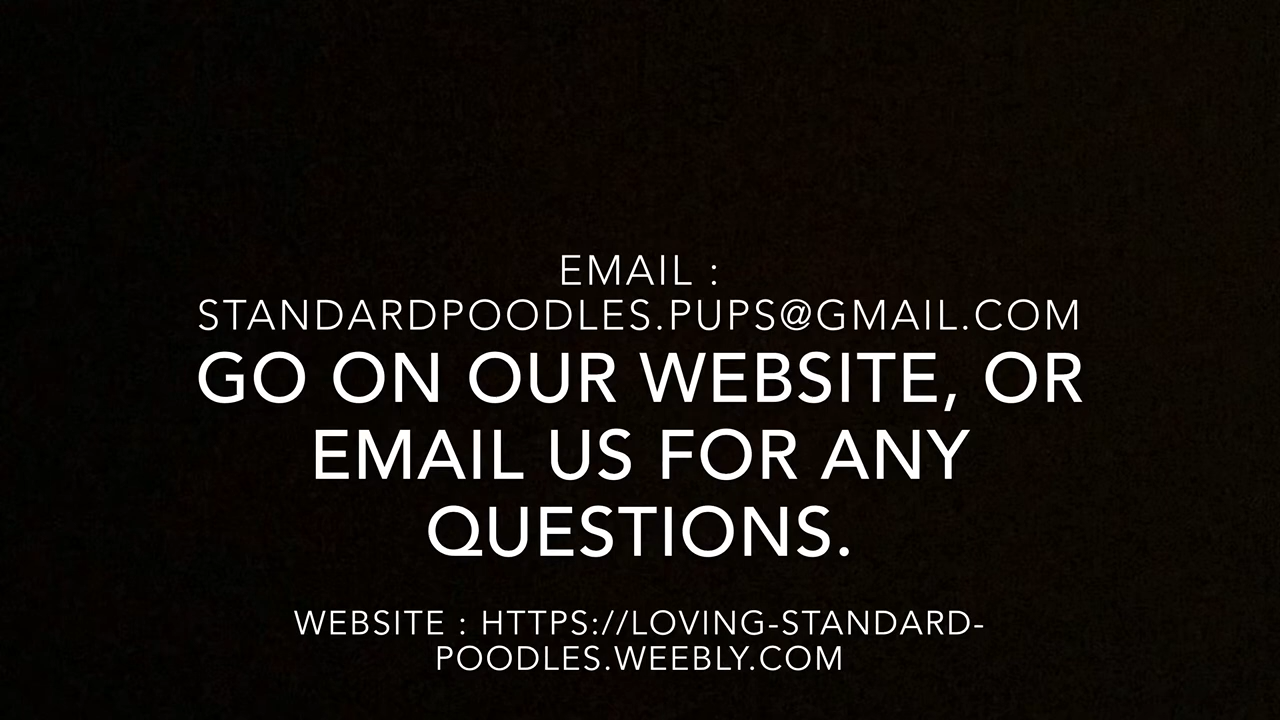 EMAIL :
STANDARDPOODLES.PUPS@GMAIL.COM
GO ON OUR WEBSITE, OR
EMAIL US FOR ANY
QUESTIONS.
WEBSITE : HTTPS://LOVING-STANDARD-
POODLES.WEEBLY.COM